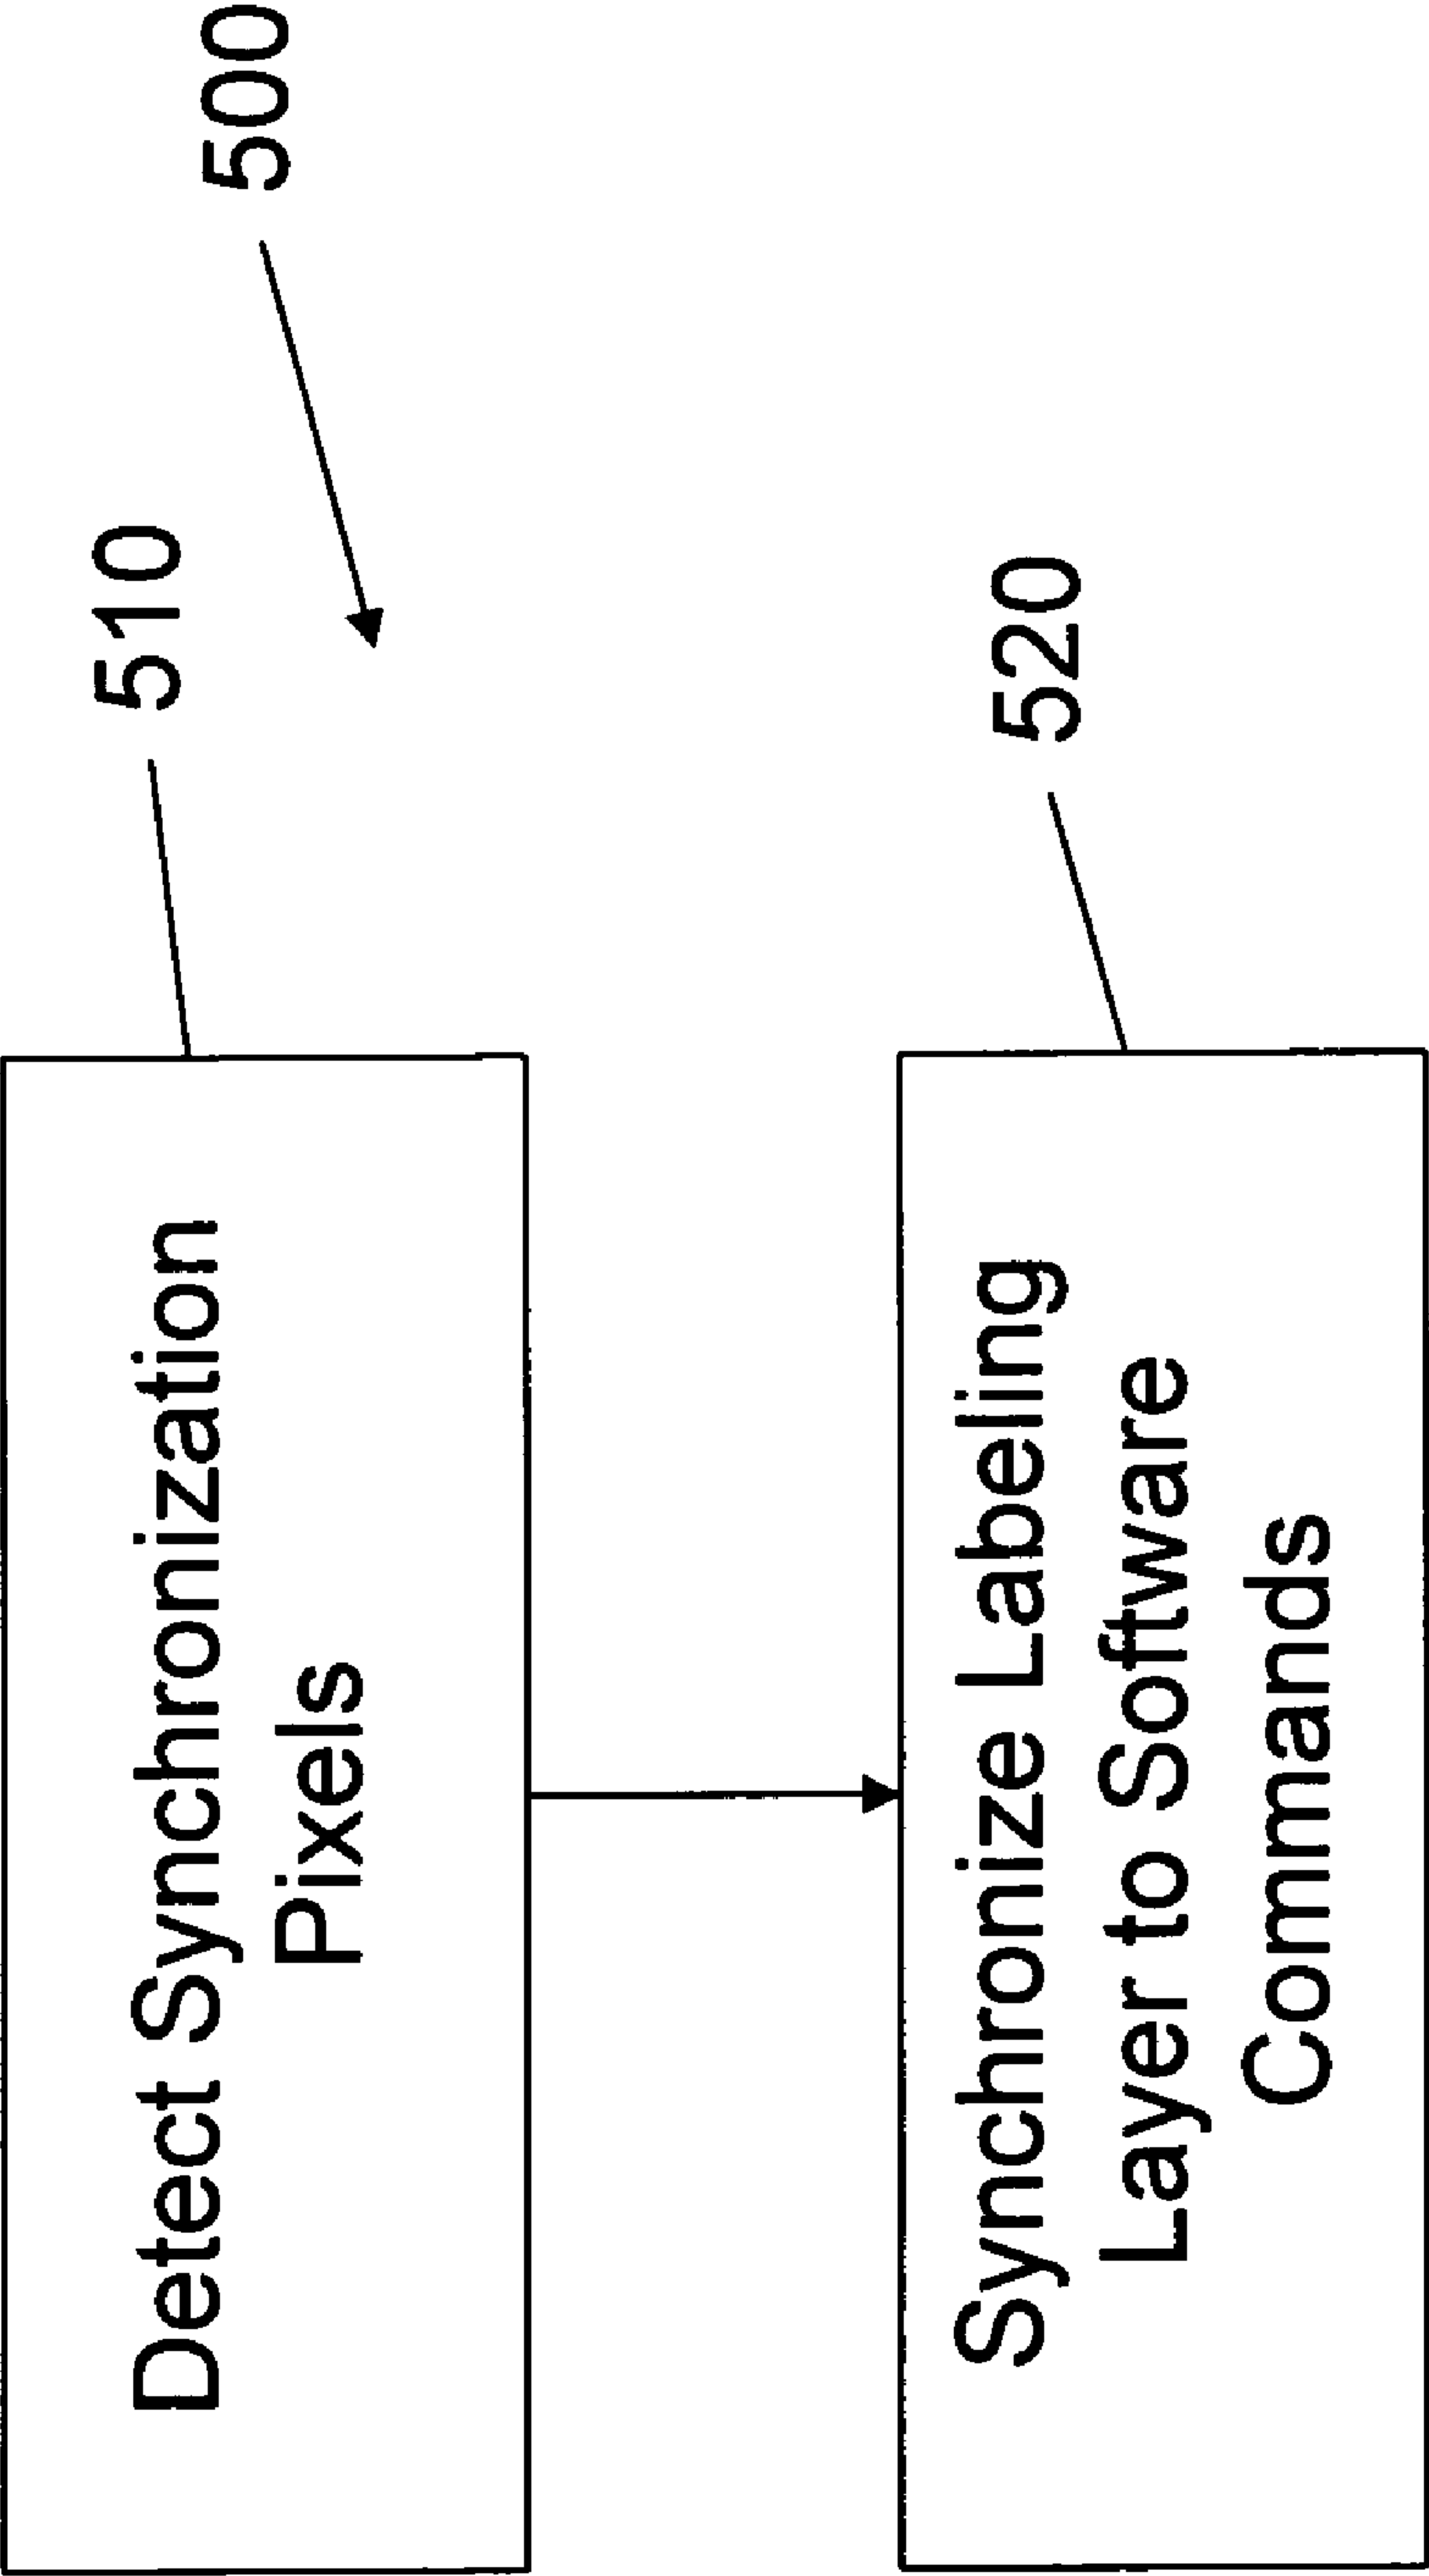 500
510
Detect Synchronization
Pixels
520
Synchronize Labeling
Layer to Software
Commands